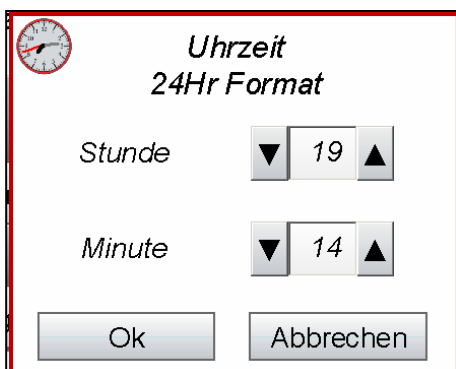 Uhrzeit
24Hr Format
Stunde
19
Minute
14
Ok
Abbrechen